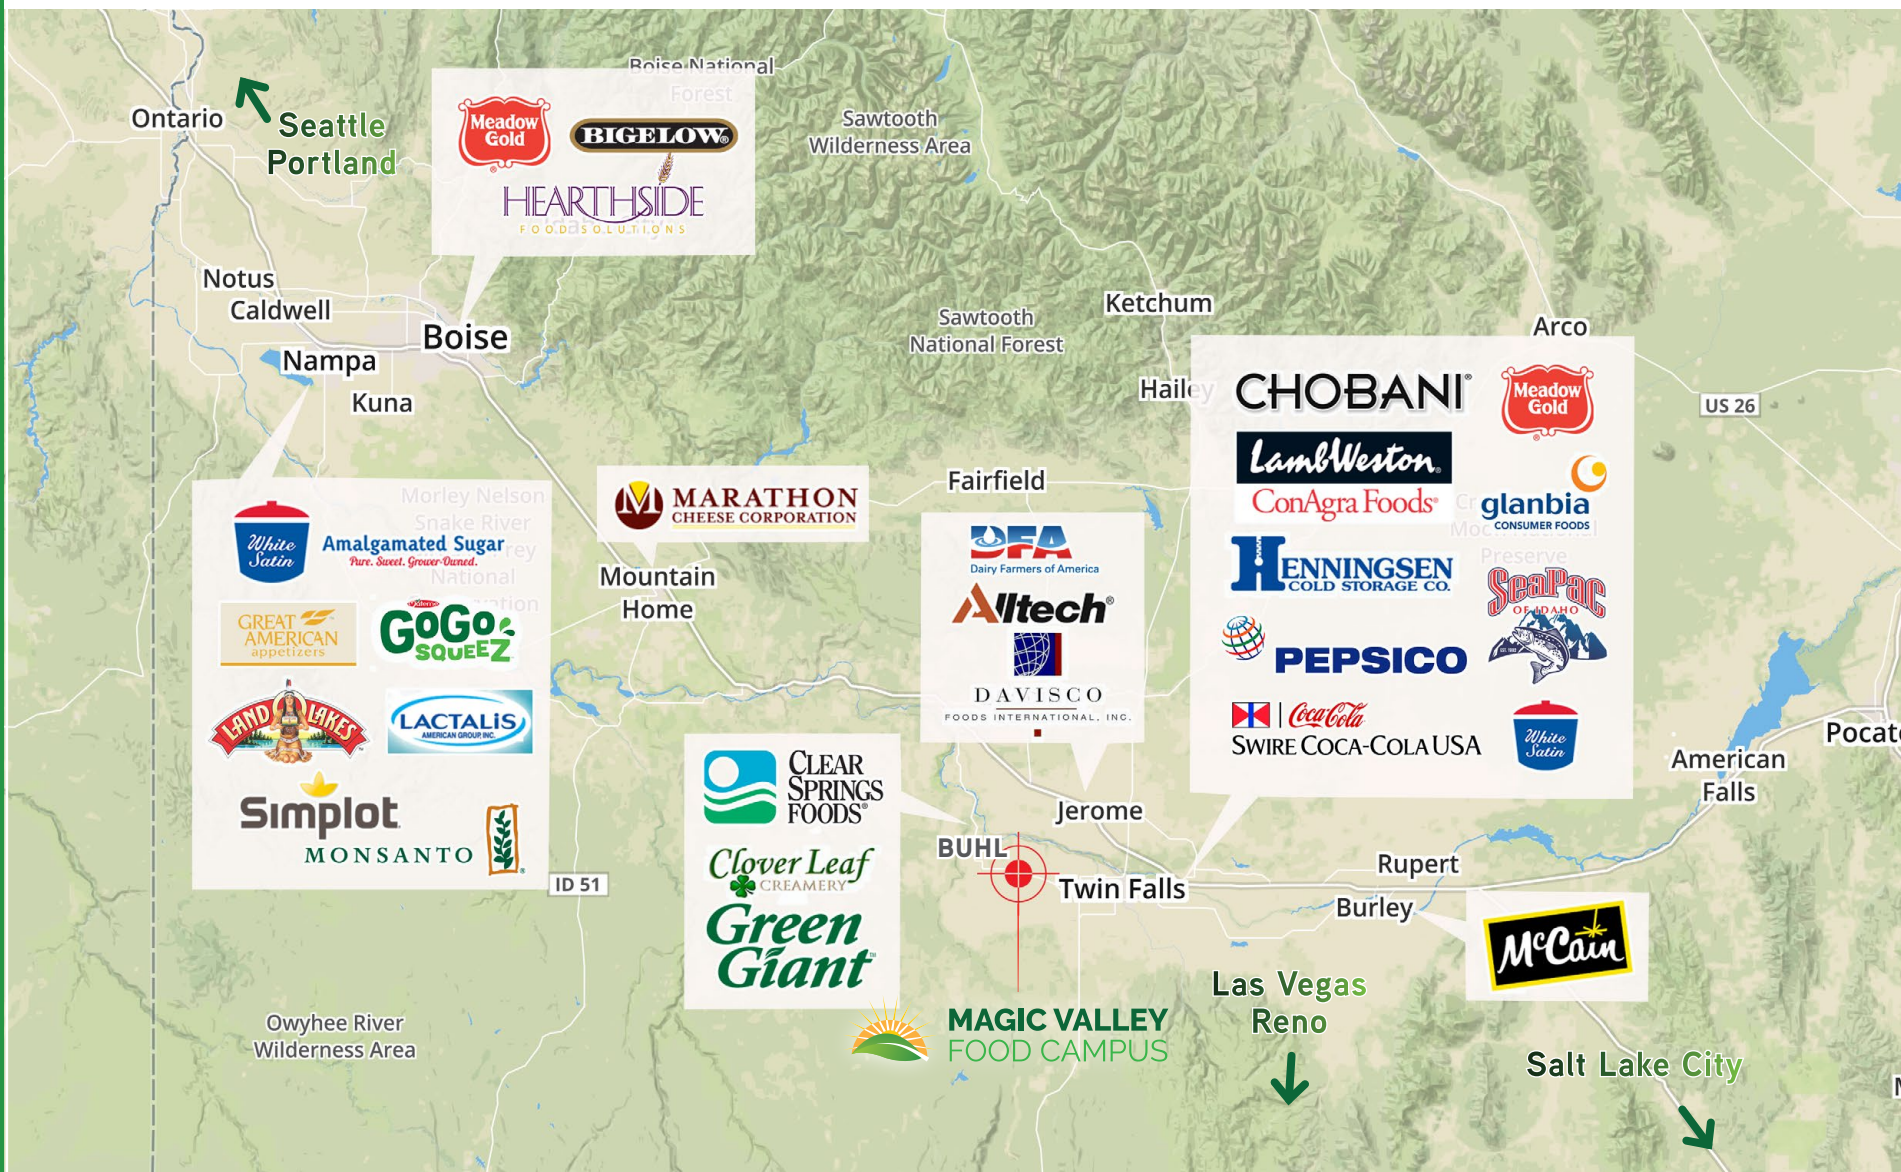 Boise National
Forest
Ontario
Seattle
Portland
Meadow
Gold
BIGELOW®
HEARTHSIDE
FOOD SOLUTIONS
Sawtooth
Wilderness Area
Notus
Caldwell
Boise
Nampa
Kuna
Sawtooth
National Forest
Ketchum
Hailey
Arco
US 26
CHOBANI®
Meadow
Gold
LambWeston®
ConAgra Foods®
glanbia
CONSUMER FOODS
HENNINGSEN
COLD STORAGE CO.
SeaPac
OF IDAHO
EST. 1982
PEPSICO
Coca-Cola
SWIRE COCA-COLA USA
White
Satin
Preserve
Morley Nelson
Snake River
National
White
Satin
Amalgamated Sugar
Pure. Sweet. Grower-Owned.
GREAT
AMERICAN
appetizers
GoGo
SQUEEZ
LAND O LAKES
LACTALIS
AMERICAN GROUP, INC.
Simplot
MONSANTO
MARATHON
CHEESE CORPORATION
Mountain
Home
Fairfield
DFA
Dairy Farmers of America
Alltech®
DAVISCO
FOODS INTERNATIONAL, INC.
CLEAR
SPRINGS
FOODS®
Clover Leaf
CREAMERY
Green
Giant™
ID 51
Jerome
BUHL
Twin Falls
Rupert
Burley
McCain
American
Falls
Pocat
Owyhee River
Wilderness Area
MAGIC VALLEY
FOOD CAMPUS
Las Vegas
Reno
Salt Lake City